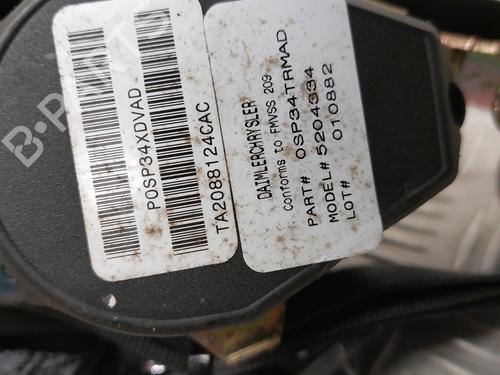 P0SP34XDVAD
TA2088124CAC
DAIMLERCHRYSLER
Conforms to FMVSS 209
PART# 0SP34TRMAD
MODEL# 5204334
LOT# 010882
B-PARTS